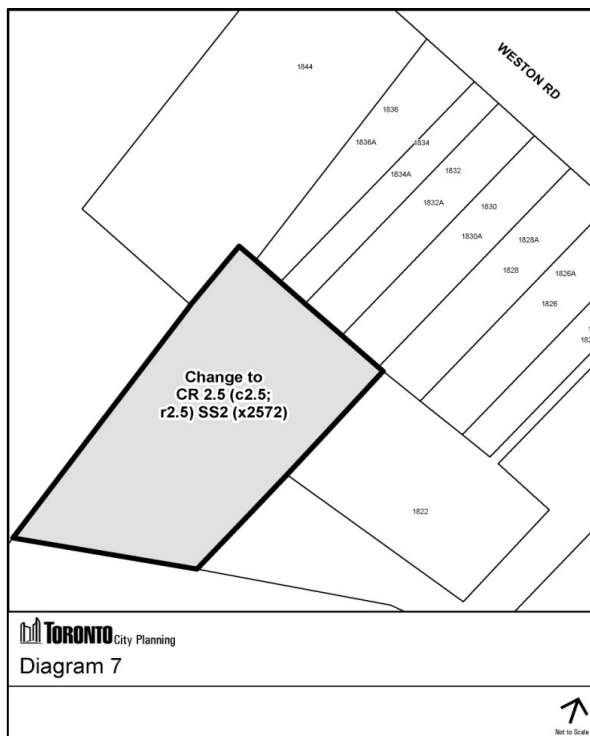 1844
WESTON RD
1836
1836A
1834
1834A
1832
1832A
1830
1830A
1828A
1828
1826A
1826
Change to
CR 2.5 (c2.5;
r2.5) SS2 (x2572)
1822
TORONTO City Planning
Diagram 7
Not to Scale